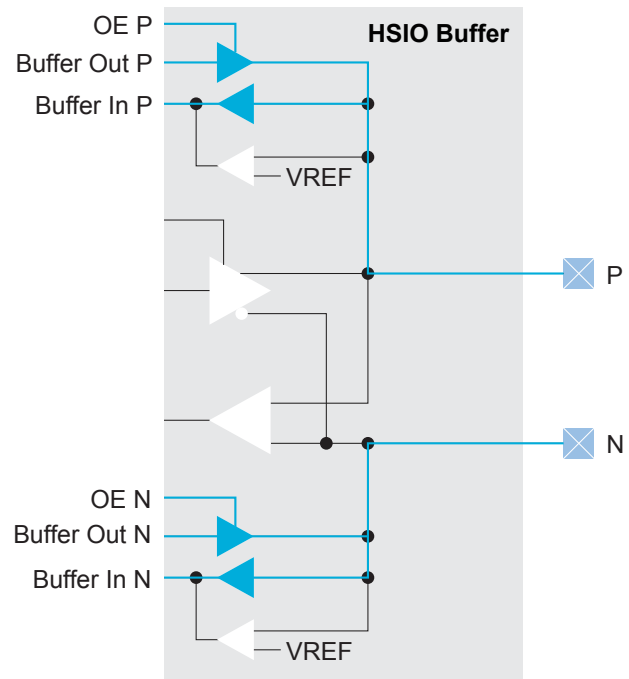 OE P
HSIO Buffer
Buffer Out P
Buffer In P
VREF
P
N
OE N
Buffer Out N
Buffer In N
VREF